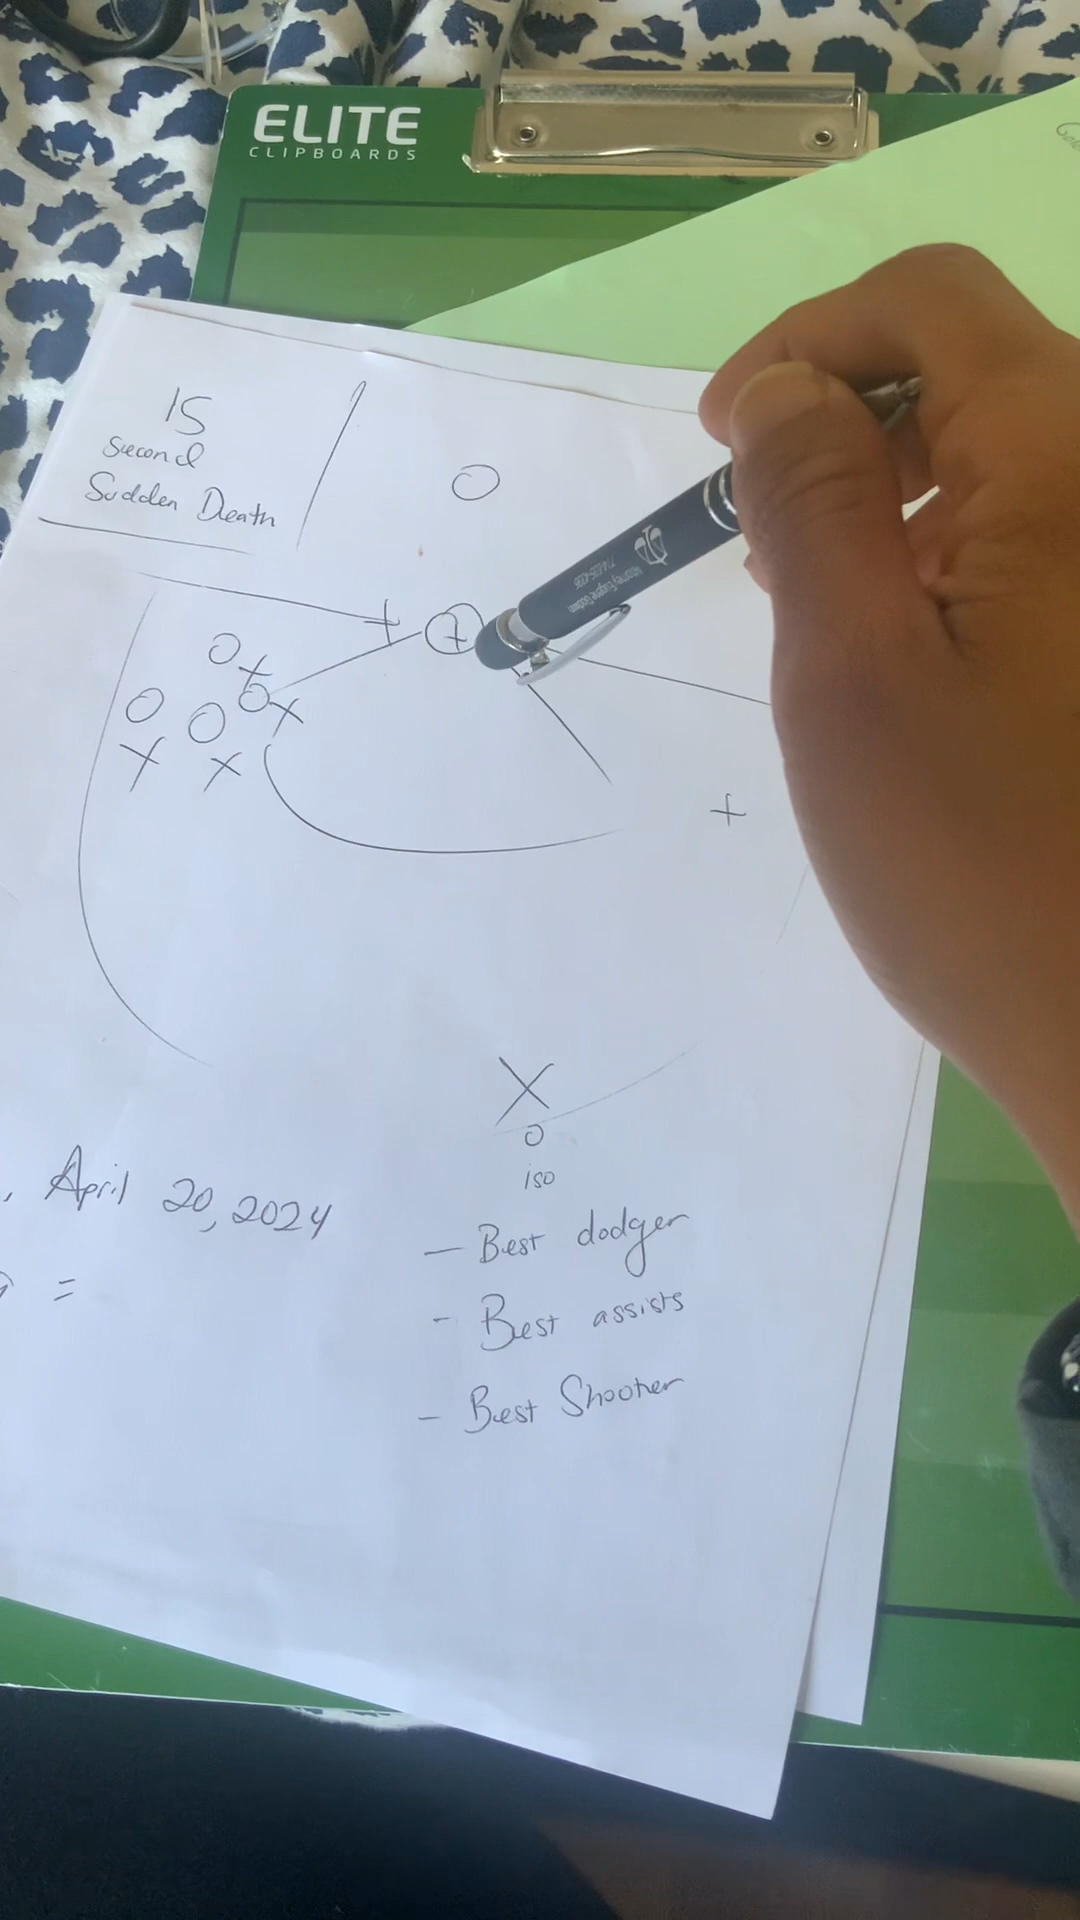 ELITE
CLIPBOARDS
15
Second
Sudden Death
O
+
+
O
+
O
X
O
O
X
X
+
X
O
iso
, April 20, 2024
=
- Best dodger
- Best assists
- Best Shooter